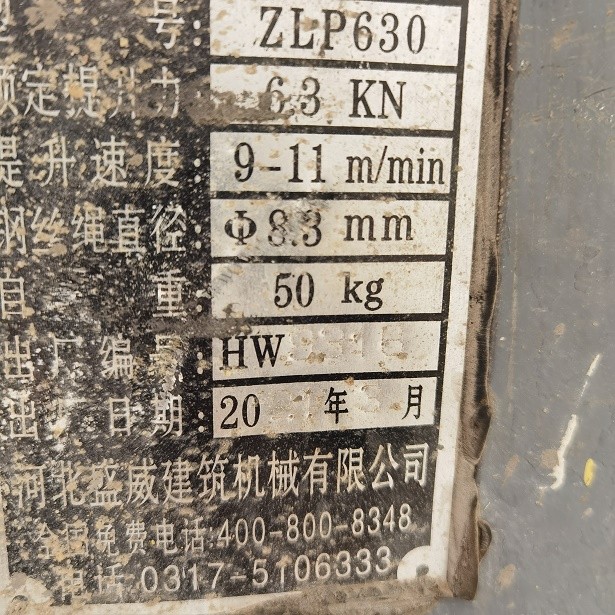 型号 ZLP630
额定提升力: 6.3 KN
提升速度: 9-11 m/min
钢丝绳直径: Φ8.3 mm
自重: 50 kg
出厂编号: HW
出厂日期: 20 年 月
河北盛威建筑机械有限公司
全国免费电话:400-800-8348
电话:0317-5106333